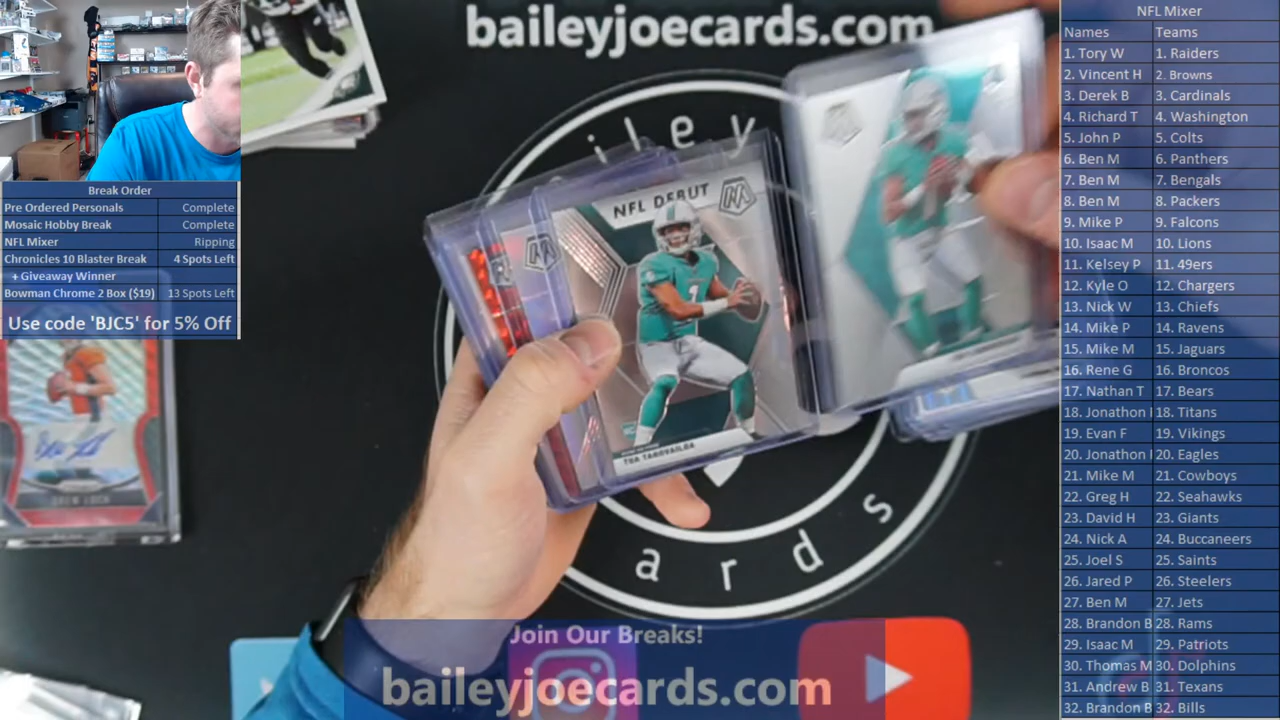 baileyjoecards.com
NFL Mixer
Names Teams
1. Tory W 1. Raiders
2. Vincent H 2. Browns
3. Derek B 3. Cardinals
4. Richard T 4. Washington
5. John P 5. Colts
6. Ben M 6. Panthers
7. Ben M 7. Bengals
8. Ben M 8. Packers
9. Mike P 9. Falcons
10. Isaac M 10. Lions
11. Kelsey P 11. 49ers
12. Kyle O 12. Chargers
13. Nick W 13. Chiefs
14. Mike P 14. Ravens
15. Mike M 15. Jaguars
16. Rene G 16. Broncos
17. Nathan T 17. Bears
18. Jonathon 18. Titans
19. Evan F 19. Vikings
20. Jonathon 20. Eagles
21. Mike M 21. Cowboys
22. Greg H 22. Seahawks
23. David H 23. Giants
24. Nick A 24. Buccaneers
25. Joel S 25. Saints
26. Jared P 26. Steelers
27. Ben M 27. Jets
28. Brandon B 28. Rams
29. Isaac M 29. Patriots
30. Thomas M 30. Dolphins
31. Andrew B 31. Texans
32. Brandon B 32. Bills
Break Order
Pre Ordered Personals Complete
Mosaic Hobby Break Complete
NFL Mixer Ripping
Chronicles 10 Blaster Break 4 Spots Left
+ Giveaway Winner
Bowman Chrome 2 Box ($19) 13 Spots Left
Use code 'BJC5' for 5% Off
iley
NFL DEBUT
TUA TAGOVAILOA
DREW LOCK
ards
Join Our Breaks!
baileyjoecards.com